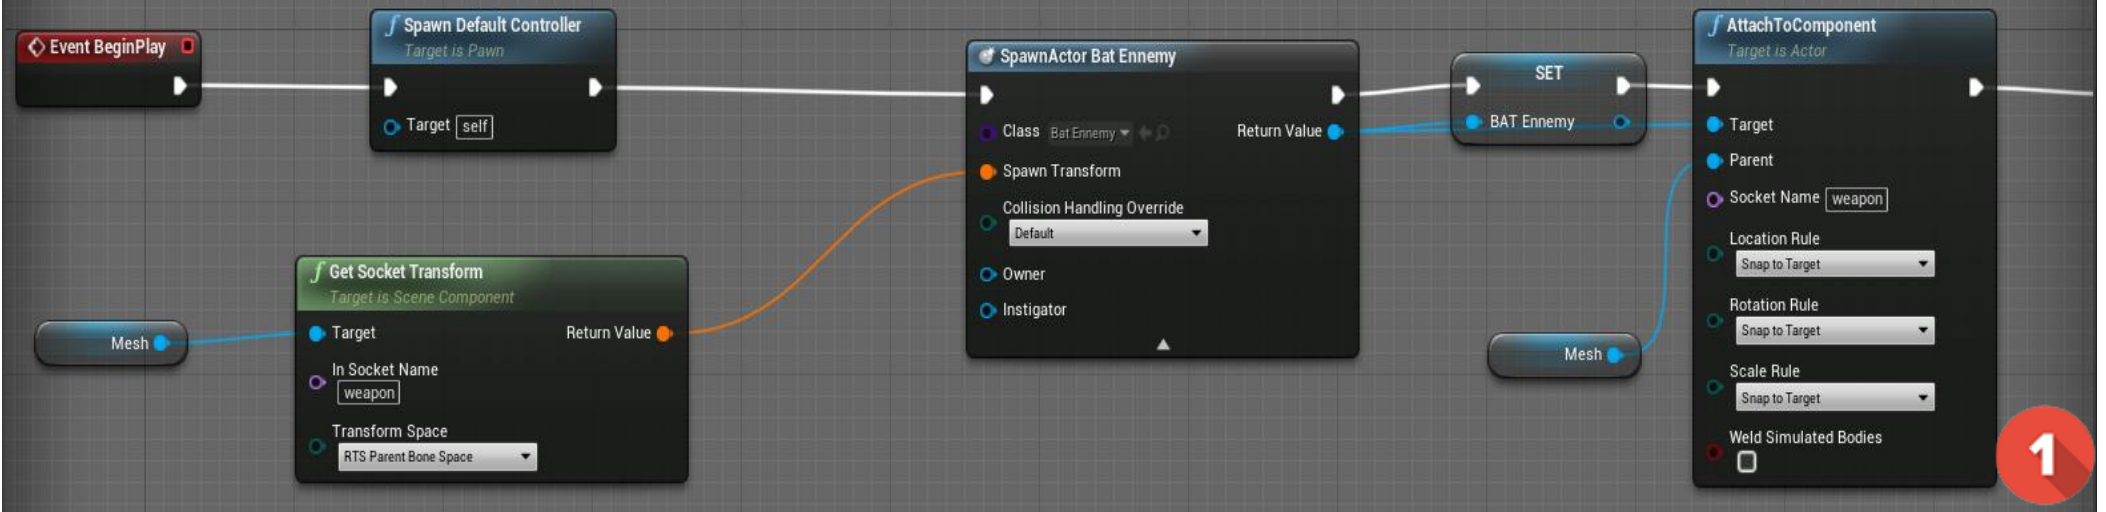 Event BeginPlay
f Spawn Default Controller
Target is Pawn
Target self
f Get Socket Transform
Target is Scene Component
Mesh
Target
Return Value
In Socket Name
weapon
Transform Space
RTS Parent Bone Space
SpawnActor Bat Ennemy
Class Bat Ennemy
Return Value
Spawn Transform
Collision Handling Override
Default
Owner
Instigator
SET
BAT Ennemy
Mesh
f AttachToComponent
Target is Actor
Target
Parent
Socket Name weapon
Location Rule
Snap to Target
Rotation Rule
Snap to Target
Scale Rule
Snap to Target
Weld Simulated Bodies
1